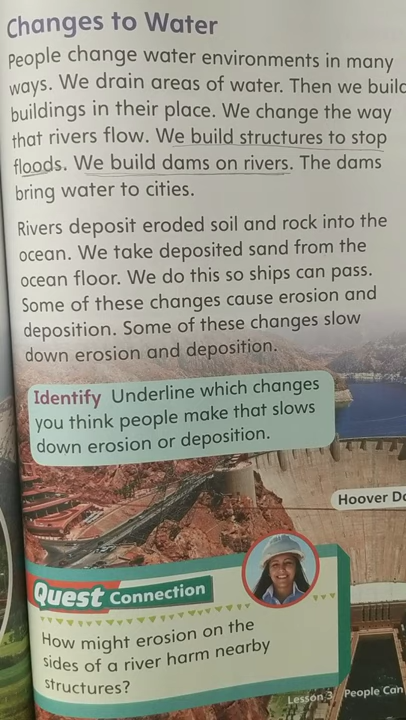 Changes to Water
People change water environments in many
ways. We drain areas of water. Then we build
buildings in their place. We change the way
that rivers flow. We build structures to stop
floods. We build dams on rivers. The dams
bring water to cities.
Rivers deposit eroded soil and rock into the
ocean. We take deposited sand from the
ocean floor. We do this so ships can pass.
Some of these changes cause erosion and
deposition. Some of these changes slow
down erosion and deposition.
Identify Underline which changes
you think people make that slows
down erosion or deposition.
Hoover D
Quest Connection
How might erosion on the
sides of a river harm nearby
structures?
Lesson 3 People Can